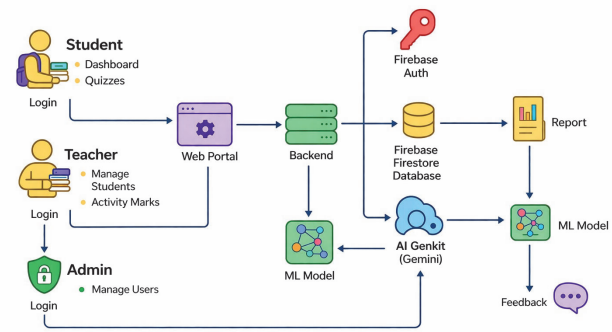 Student
Dashboard
Quizzes
Login
Teacher
Manage
Students
Activity Marks
Login
Admin
Manage Users
Login
Web Portal
Backend
ML Model
Firebase
Auth
Firebase
Firestore
Database
AI Genkit
(Gemini)
Report
ML Model
Feedback